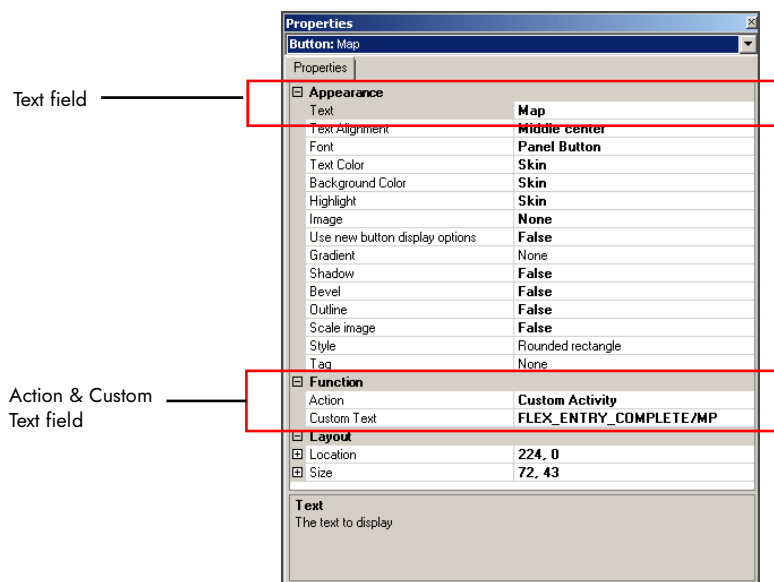 Properties
Button: Map
Properties
Text field
Appearance
Text Map
Text Alignment Middle center
Font Panel Button
Text Color Skin
Background Color Skin
Highlight Skin
Image None
Use new button display options False
Gradient None
Shadow False
Bevel False
Outline False
Scale image False
Style Rounded rectangle
Tag None
Action & Custom
Text field
Function
Action Custom Activity
Custom Text FLEX_ENTRY_COMPLETE/MP
Layout
Location 224, 0
Size 72, 43
Text
The text to display